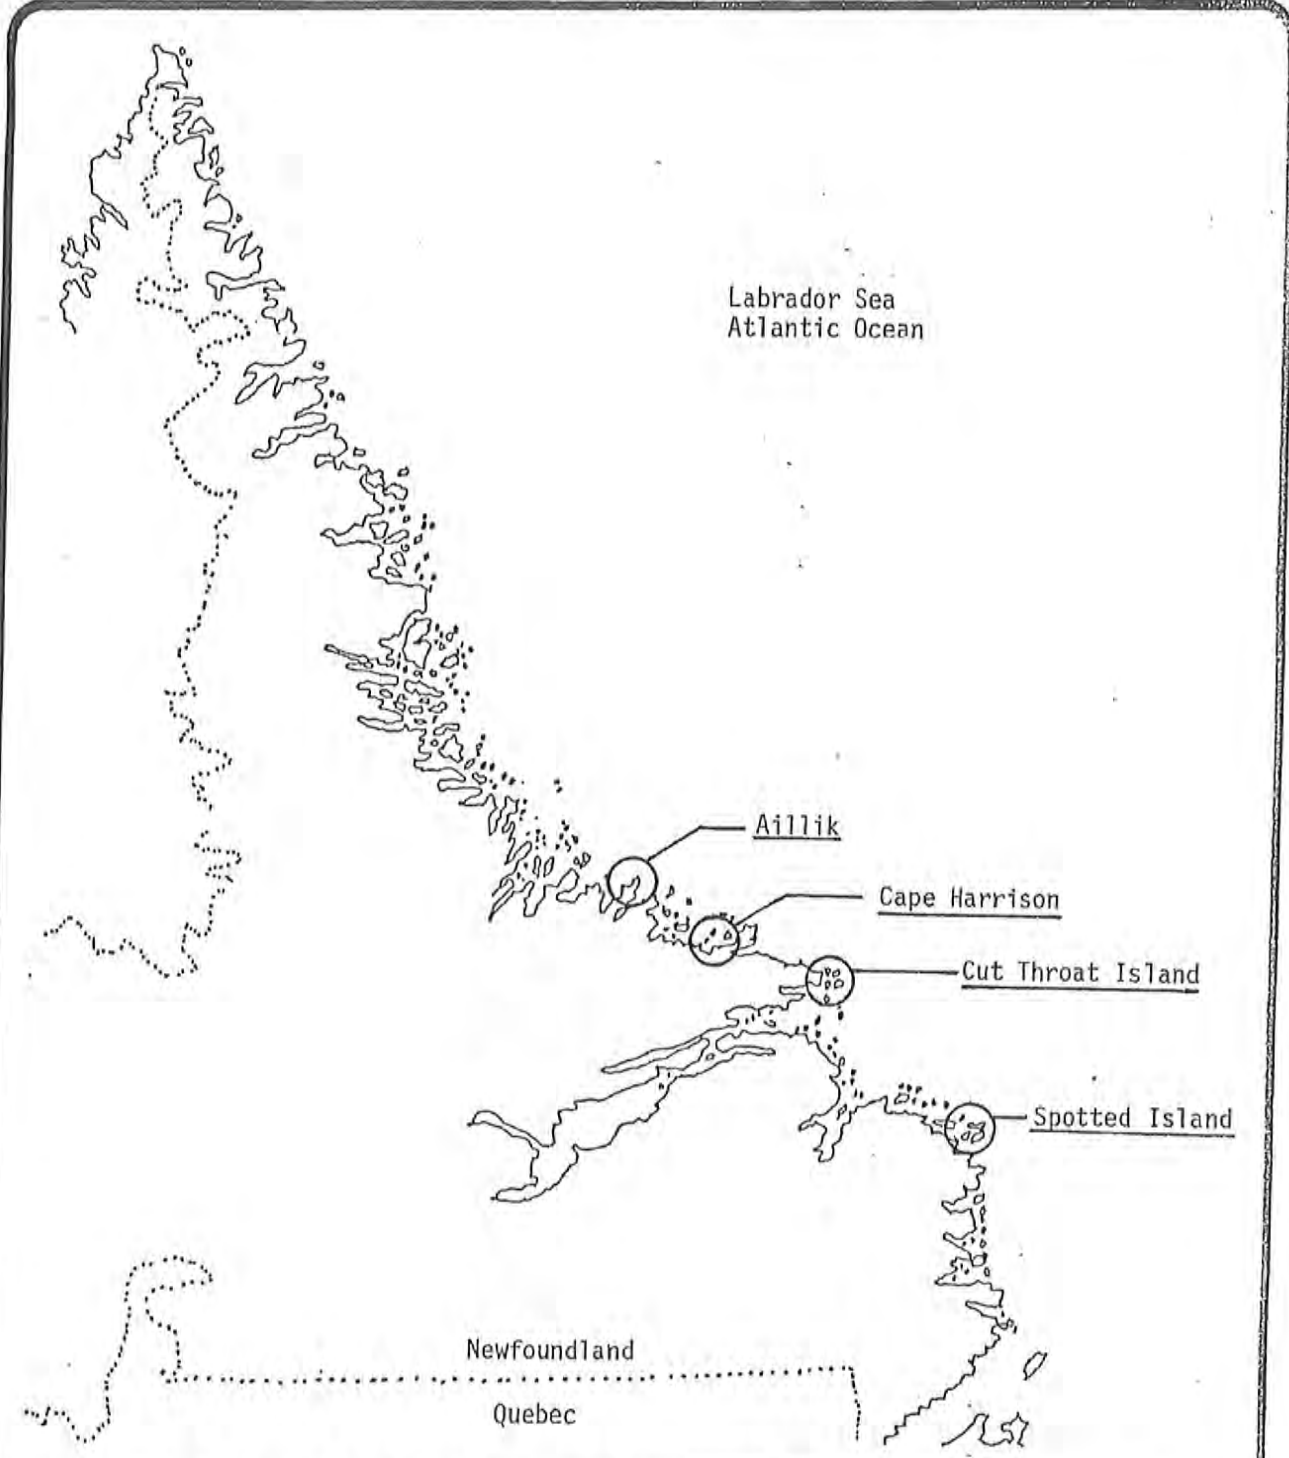 Labrador Sea
Atlantic Ocean
Aillik
Cape Harrison
Cut Throat Island
Spotted Island
Newfoundland
Quebec